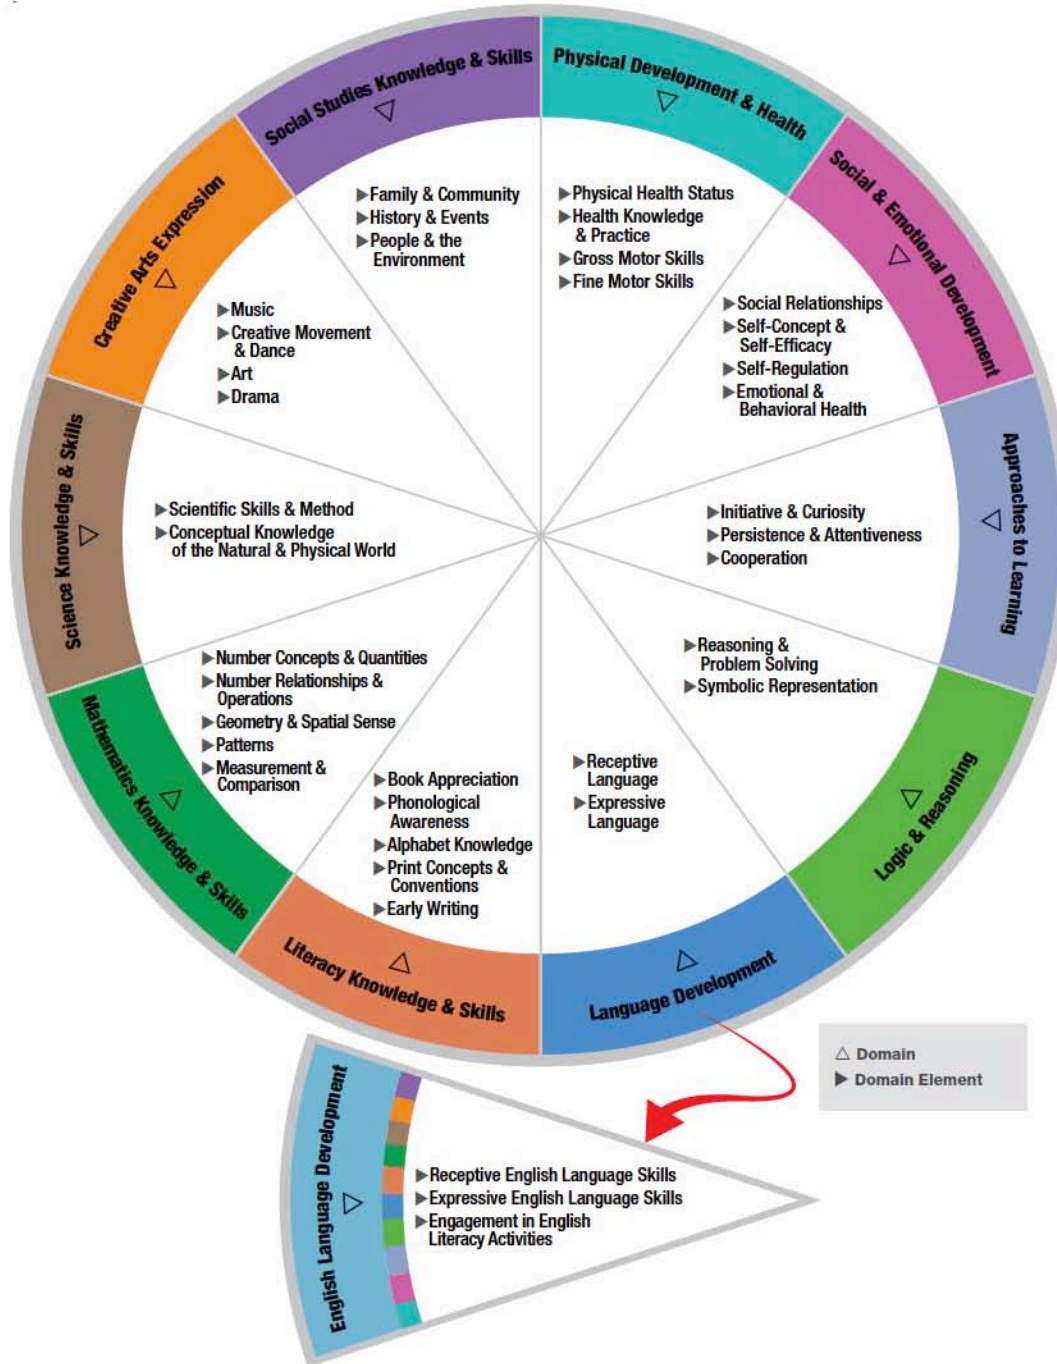 Social Studies Knowledge & Skills
▶Family & Community
▶History & Events
▶People & the
Environment
Physical Development & Health
▶Physical Health Status
▶Health Knowledge
& Practice
▶Gross Motor Skills
▶Fine Motor Skills
Social & Emotional Development
▶Social Relationships
▶Self-Concept &
Self-Efficacy
▶Self-Regulation
▶Emotional &
Behavioral Health
Approaches to Learning
▶Initiative & Curiosity
▶Persistence & Attentiveness
▶Cooperation
Logic & Reasoning
▶Reasoning &
Problem Solving
▶Symbolic Representation
Language Development
▶Receptive
Language
▶Expressive
Language
Literacy Knowledge & Skills
▶Book Appreciation
▶Phonological
Awareness
▶Alphabet Knowledge
▶Print Concepts &
Conventions
▶Early Writing
Mathematics Knowledge & Skills
▶Number Concepts & Quantities
▶Number Relationships &
Operations
▶Geometry & Spatial Sense
▶Patterns
▶Measurement &
Comparison
Science Knowledge & Skills
▶Scientific Skills & Method
▶Conceptual Knowledge
of the Natural & Physical World
Creative Arts Expression
▶Music
▶Creative Movement
& Dance
▶Art
▶Drama
English Language Development
▶Receptive English Language Skills
▶Expressive English Language Skills
▶Engagement in English
Literacy Activities
△ Domain
▶ Domain Element